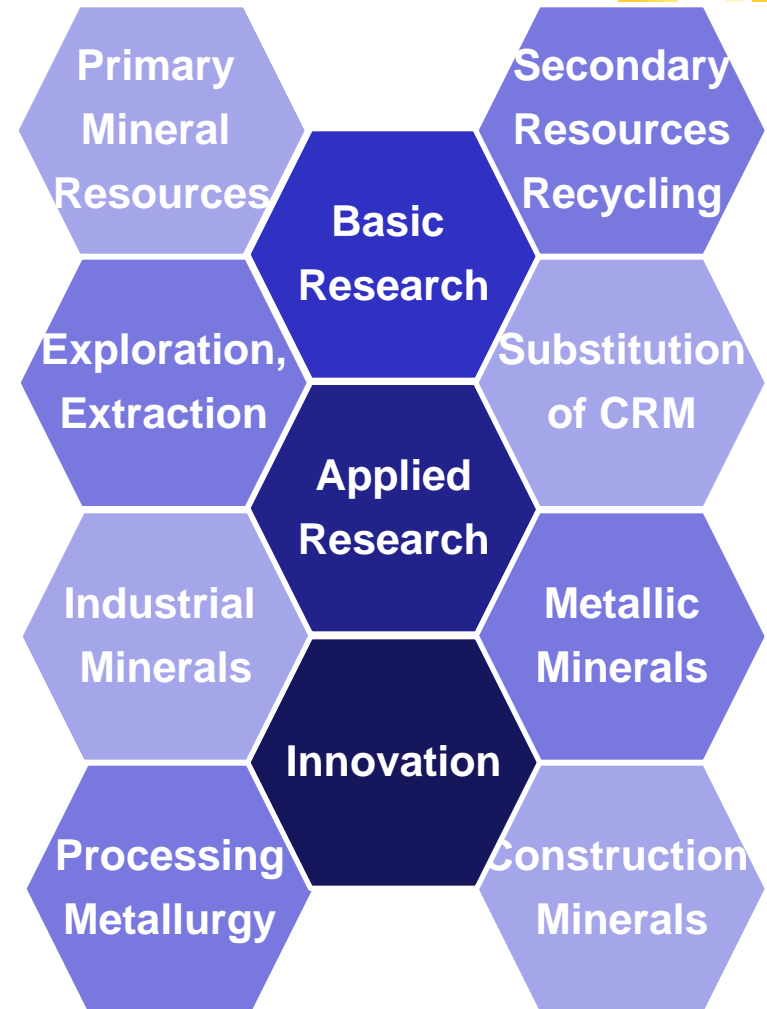 Primary
Mineral
Resources
Secondary
Resources
Recycling
Basic
Research
Exploration,
Extraction
Substitution
of CRM
Applied
Research
Industrial
Minerals
Metallic
Minerals
Innovation
Processing
Metallurgy
Construction
Minerals